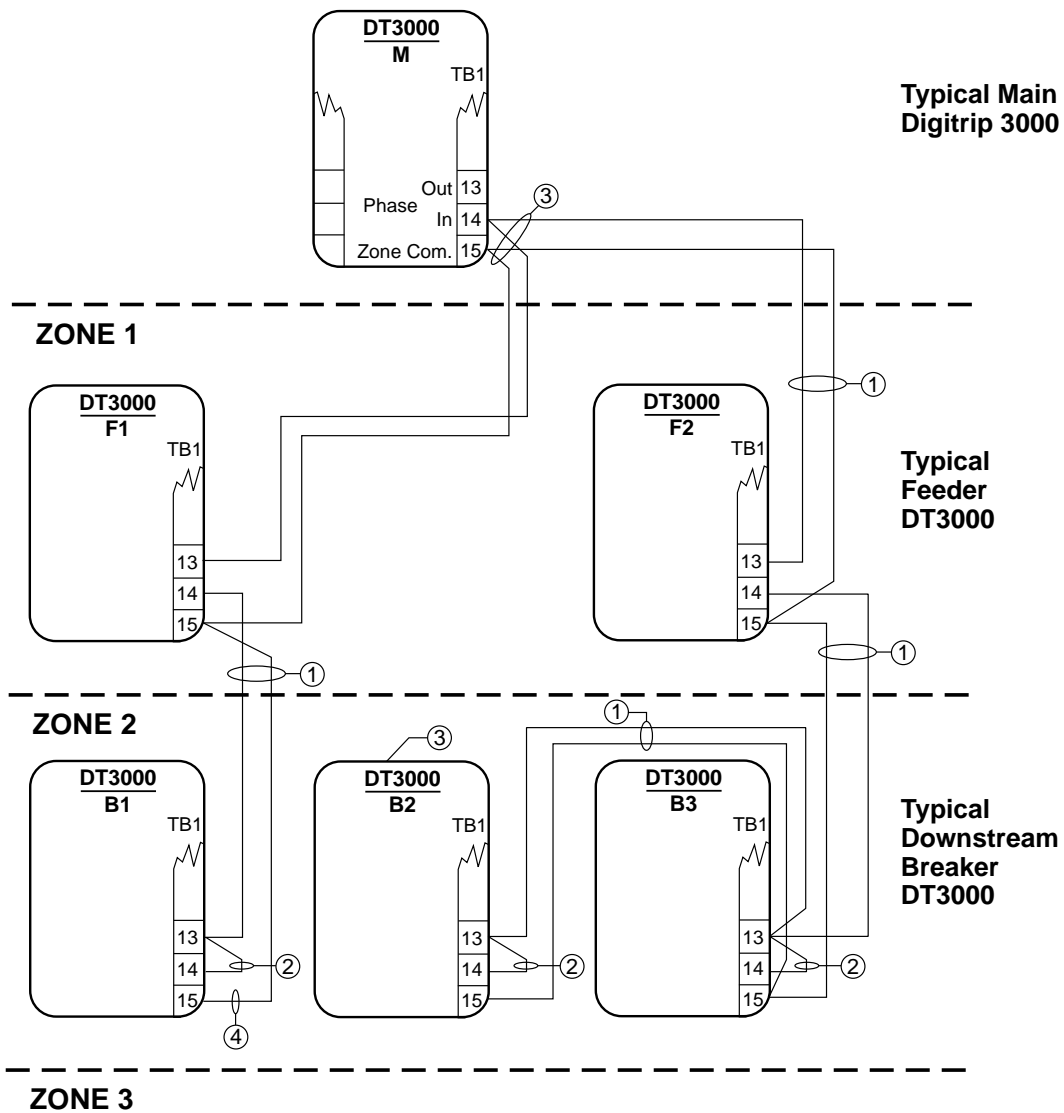 DT3000
M
TB1
Typical Main
Digitrip 3000
Out 13
Phase
In 14
3
Zone Com. 15
ZONE 1
1
DT3000
F1
TB1
DT3000
F2
TB1
Typical
Feeder
DT3000
13
14
15
13
14
15
1
1
ZONE 2
1
3
DT3000
B1
TB1
DT3000
B2
TB1
DT3000
B3
TB1
Typical
Downstream
Breaker
DT3000
13
14
15
2
4
13
14
15
2
13
14
15
2
ZONE 3